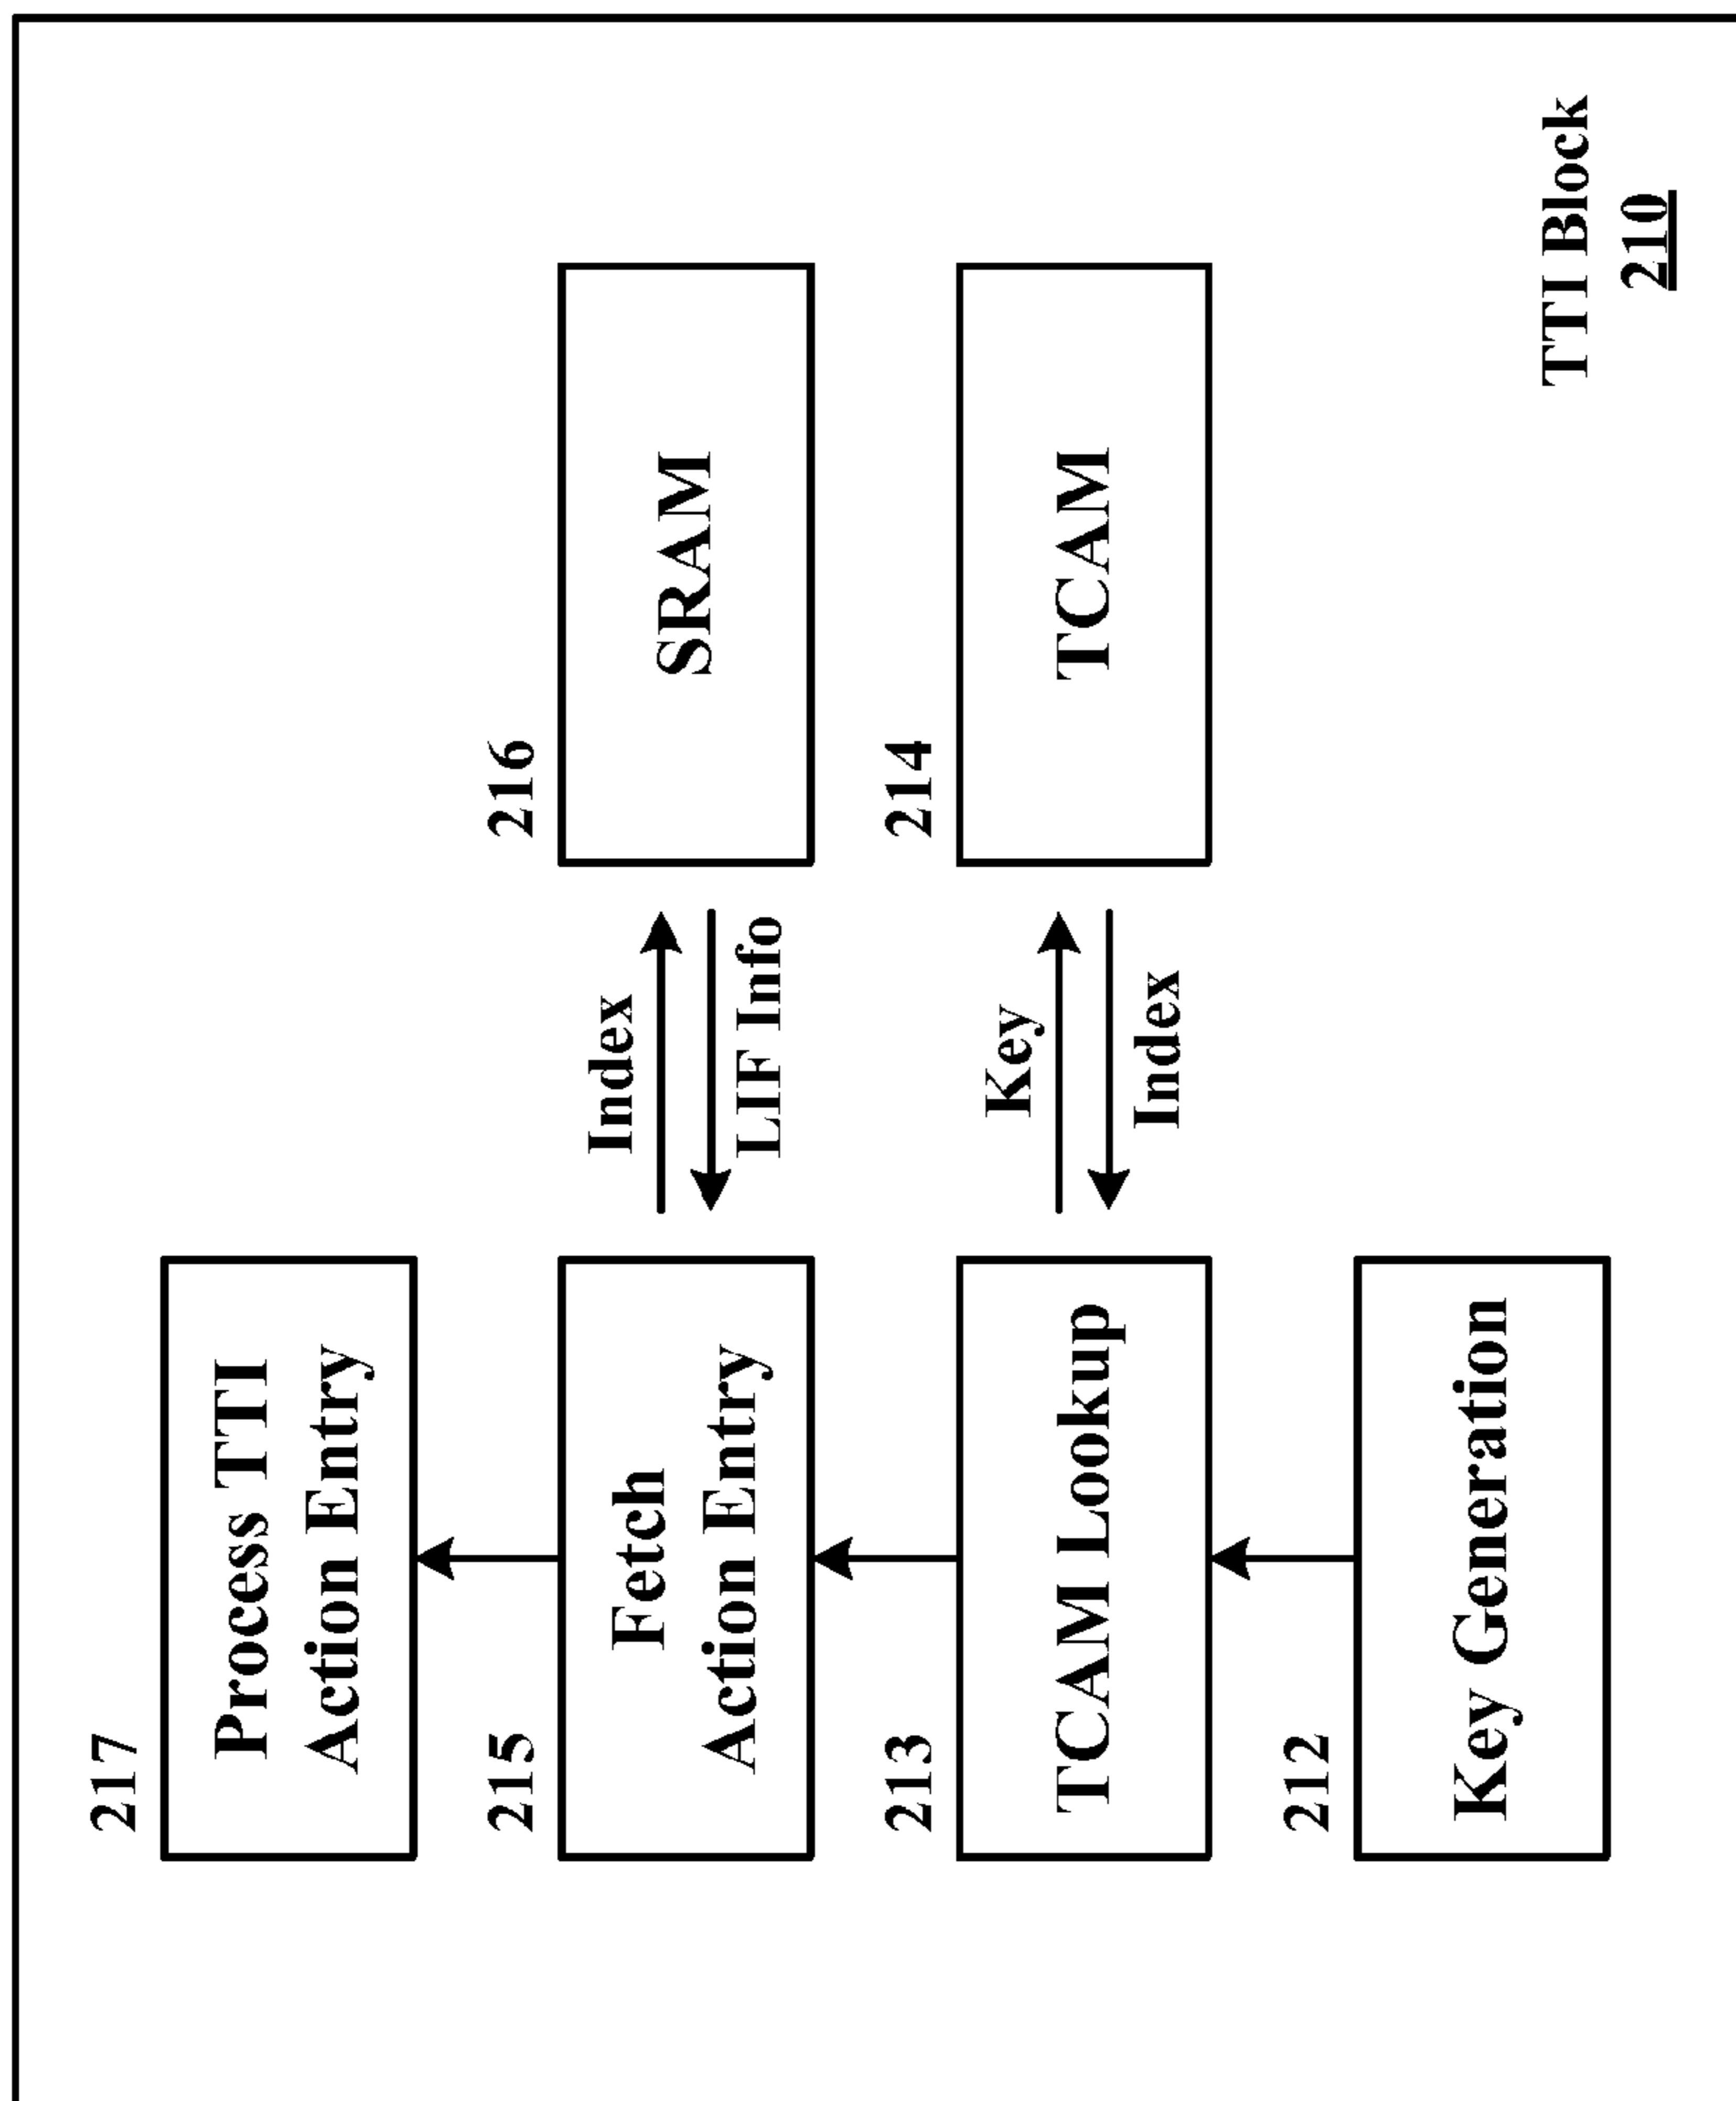 217
Process TTI
Action Entry
215
Fetch
Action Entry
Index
LIF Info
216
SRAM
213
TCAM Lookup
Key
Index
214
TCAM
212
Key Generation
TTI Block
210